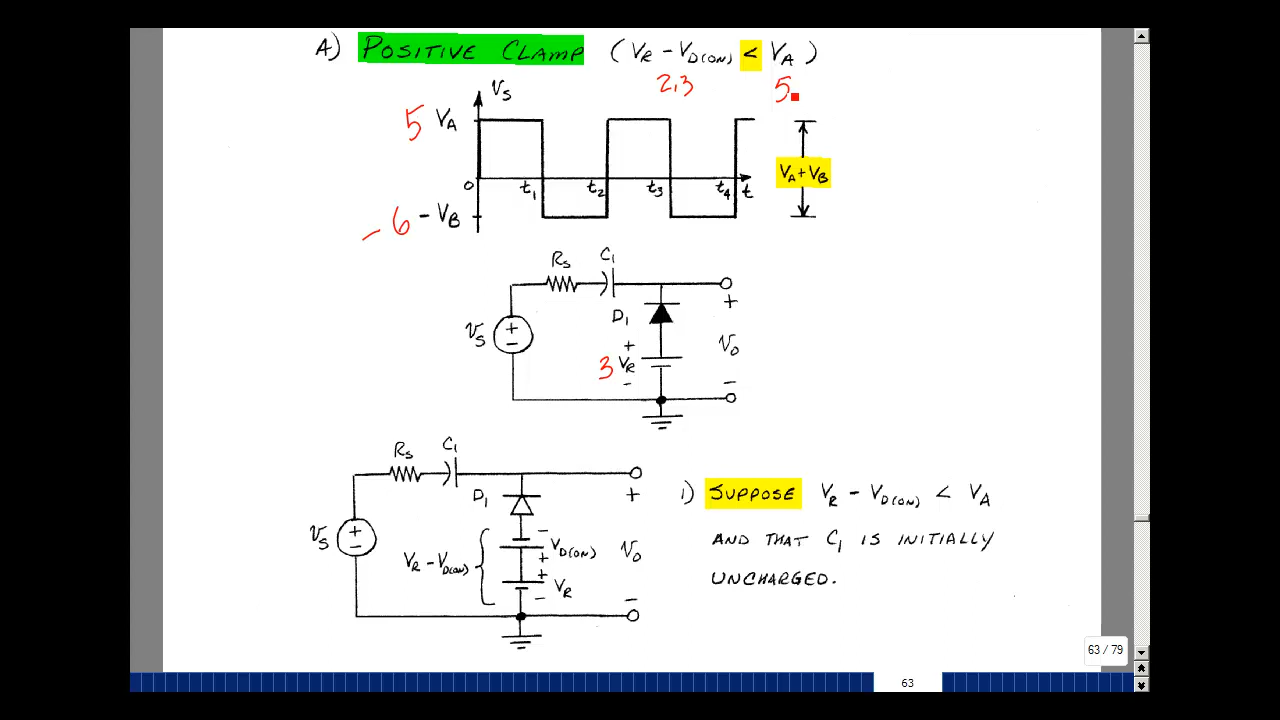 A) POSITIVE CLAMP (VR - VD(ON) < VA)
2.3 5
VS
5 VA
VA + VB
0 t1 t2 t3 t4 t
- 6 - VB
RS C1
+
D1
VS + -
+
3 VR
-
VO
-
RS C1
+
D1
i) SUPPOSE VR - VD(ON) < VA
VS + -
-
VD(ON)
+
VO
AND THAT C1 IS INITIALLY
VR - VD(ON)
+
VR
-
UNCHARGED.
-
63 / 79
63